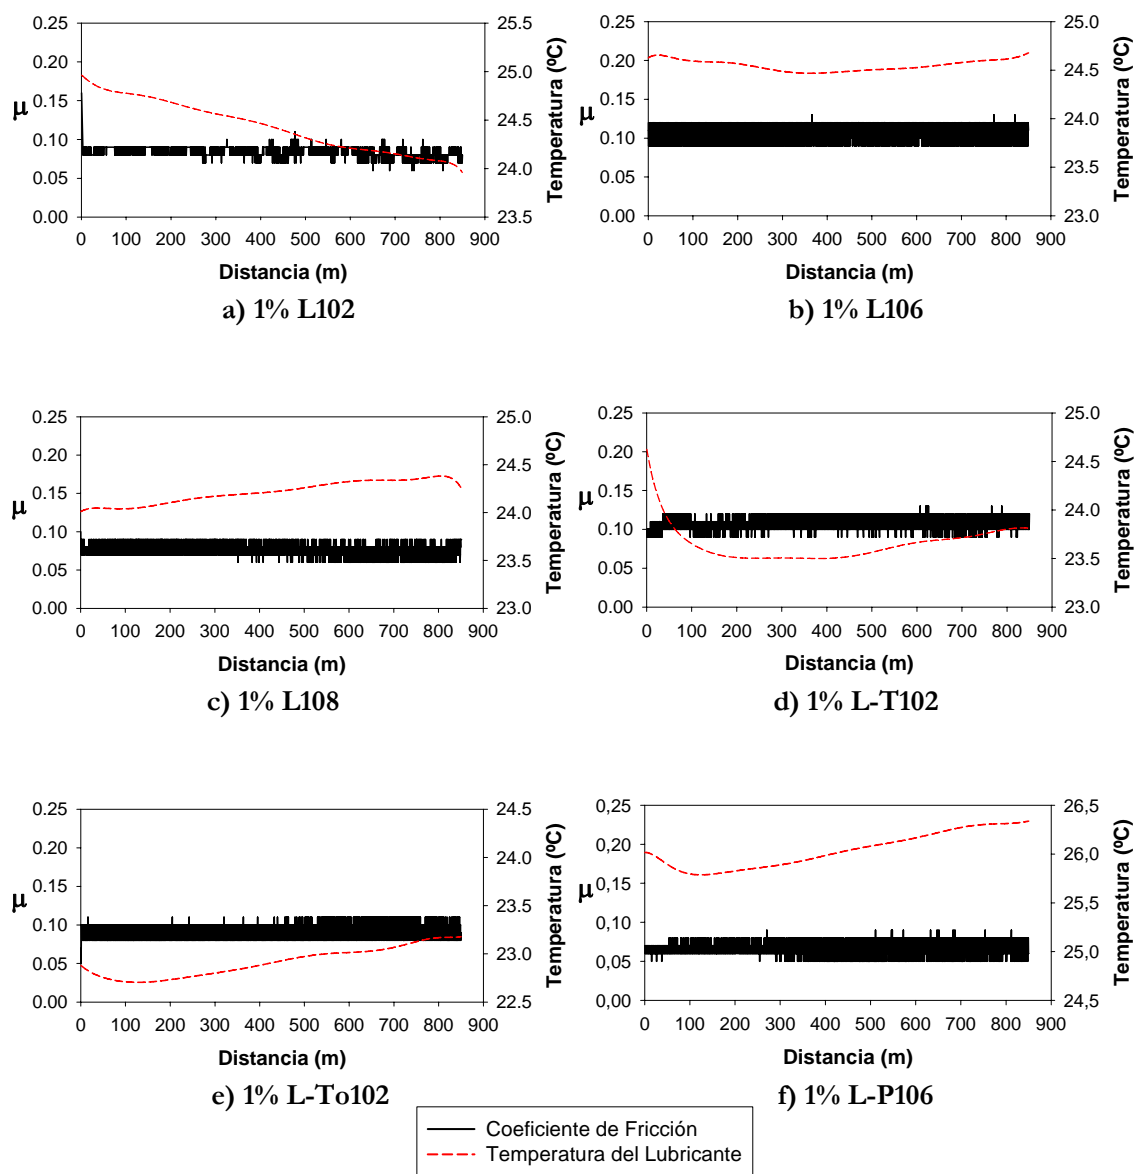 0.25
0.20
0.15
0.10
0.05
0.00
μ
25.5
25.0
24.5
24.0
23.5
Temperatura (ºC)
0 100 200 300 400 500 600 700 800 900
Distancia (m)
a) 1% L102
0.25
0.20
0.15
0.10
0.05
0.00
μ
25.0
24.5
24.0
23.5
23.0
Temperatura (ºC)
0 100 200 300 400 500 600 700 800 900
Distancia (m)
b) 1% L106
0.25
0.20
0.15
0.10
0.05
0.00
μ
25.0
24.5
24.0
23.5
23.0
Temperatura (ºC)
0 100 200 300 400 500 600 700 800 900
Distancia (m)
c) 1% L108
0.25
0.20
0.15
0.10
0.05
0.00
μ
25.0
24.5
24.0
23.5
23.0
Temperatura (ºC)
0 100 200 300 400 500 600 700 800 900
Distancia (m)
d) 1% L-T102
0.25
0.20
0.15
0.10
0.05
0.00
μ
24.5
24.0
23.5
23.0
22.5
Temperatura (ºC)
0 100 200 300 400 500 600 700 800 900
Distancia (m)
e) 1% L-To102
0,25
0,20
0,15
0,10
0,05
0,00
μ
26,5
26,0
25,5
25,0
24,5
Temperatura (ºC)
0 100 200 300 400 500 600 700 800 900
Distancia (m)
f) 1% L-P106
Coeficiente de Fricción
Temperatura del Lubricante